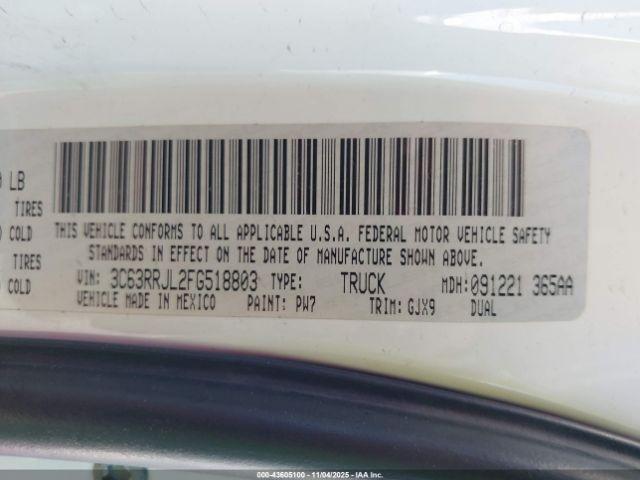 LB
TIRES
COLD
TIRES
COLD
THIS VEHICLE CONFORMS TO ALL APPLICABLE U.S.A. FEDERAL MOTOR VEHICLE SAFETY
STANDARDS IN EFFECT ON THE DATE OF MANUFACTURE SHOWN ABOVE.
VIN: 3C63RRJL2FG518803 TYPE: TRUCK MDH: 091221 365AA
VEHICLE MADE IN MEXICO PAINT: PW7 TRIM: GJX9 DUAL
000-43605100 - 11/04/2025 - IAAI INC.